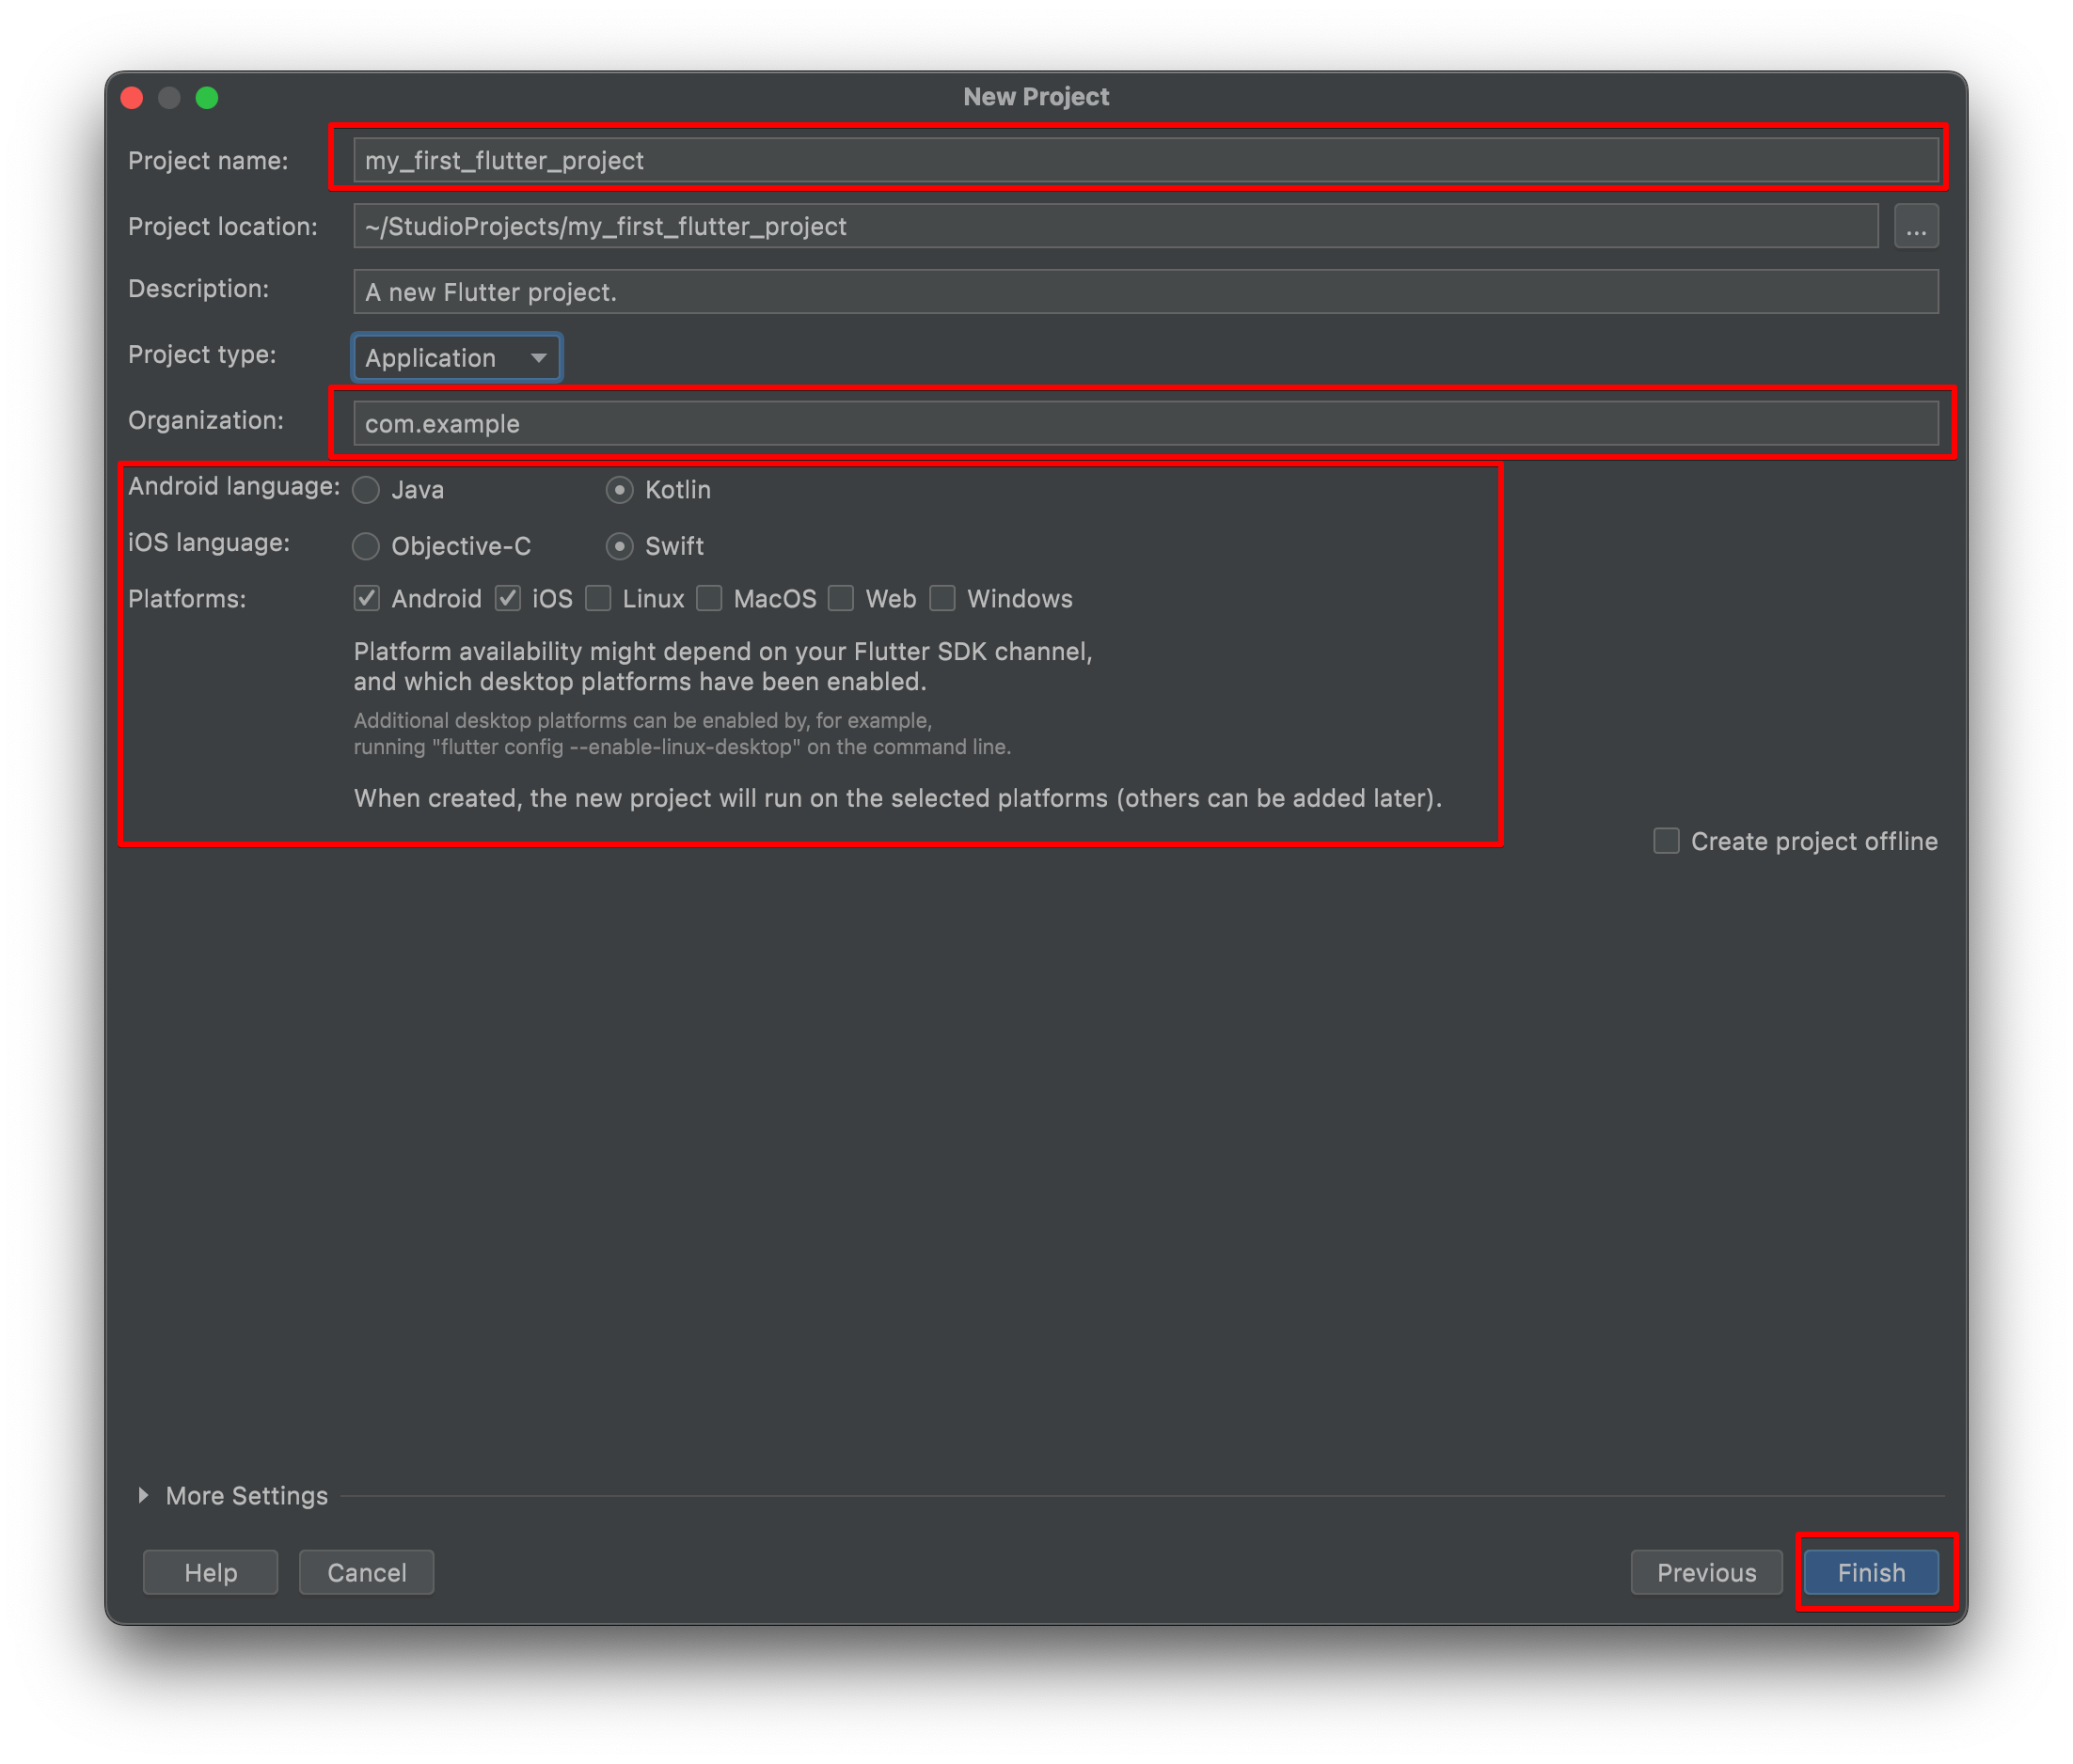 New Project
Project name: my_first_flutter_project
Project location: ~/StudioProjects/my_first_flutter_project ...
Description: A new Flutter project.
Project type: Application
Organization: com.example
Android language: Java Kotlin
iOS language: Objective-C Swift
Platforms: Android iOS Linux MacOS Web Windows
Platform availability might depend on your Flutter SDK channel,
and which desktop platforms have been enabled.
Additional desktop platforms can be enabled by, for example,
running "flutter config --enable-linux-desktop" on the command line.
When created, the new project will run on the selected platforms (others can be added later).
Create project offline
More Settings
Help Cancel Previous Finish